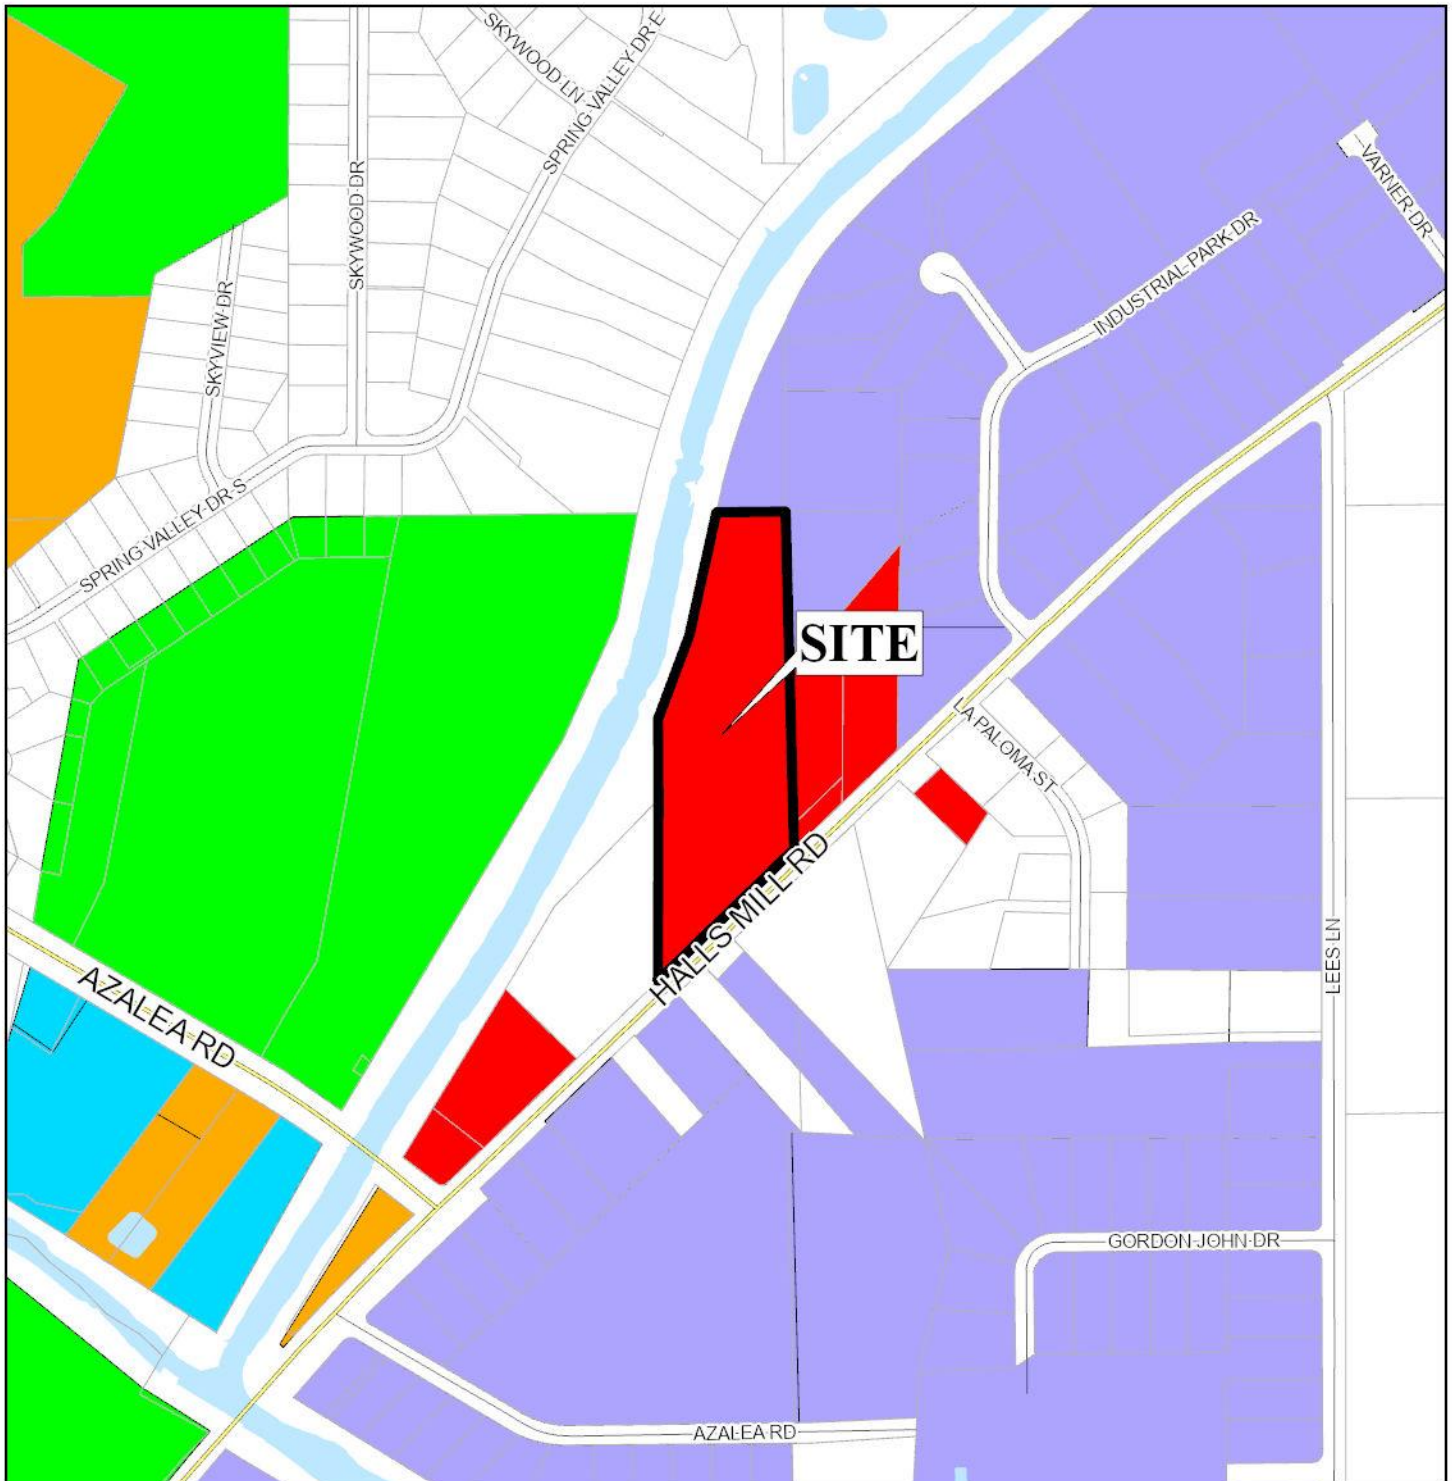 SKYWOOD LN
SPRING VALLEY DR E
SKYWOOD DR
VARNER DR
INDUSTRIAL PARK DR
SKYVIEW DR
SPRING VALLEY DR S
SITE
LA PALOMA ST
HALLS MILL RD
LEES LN
AZALEA RD
GORDON JOHN DR
AZALEA RD